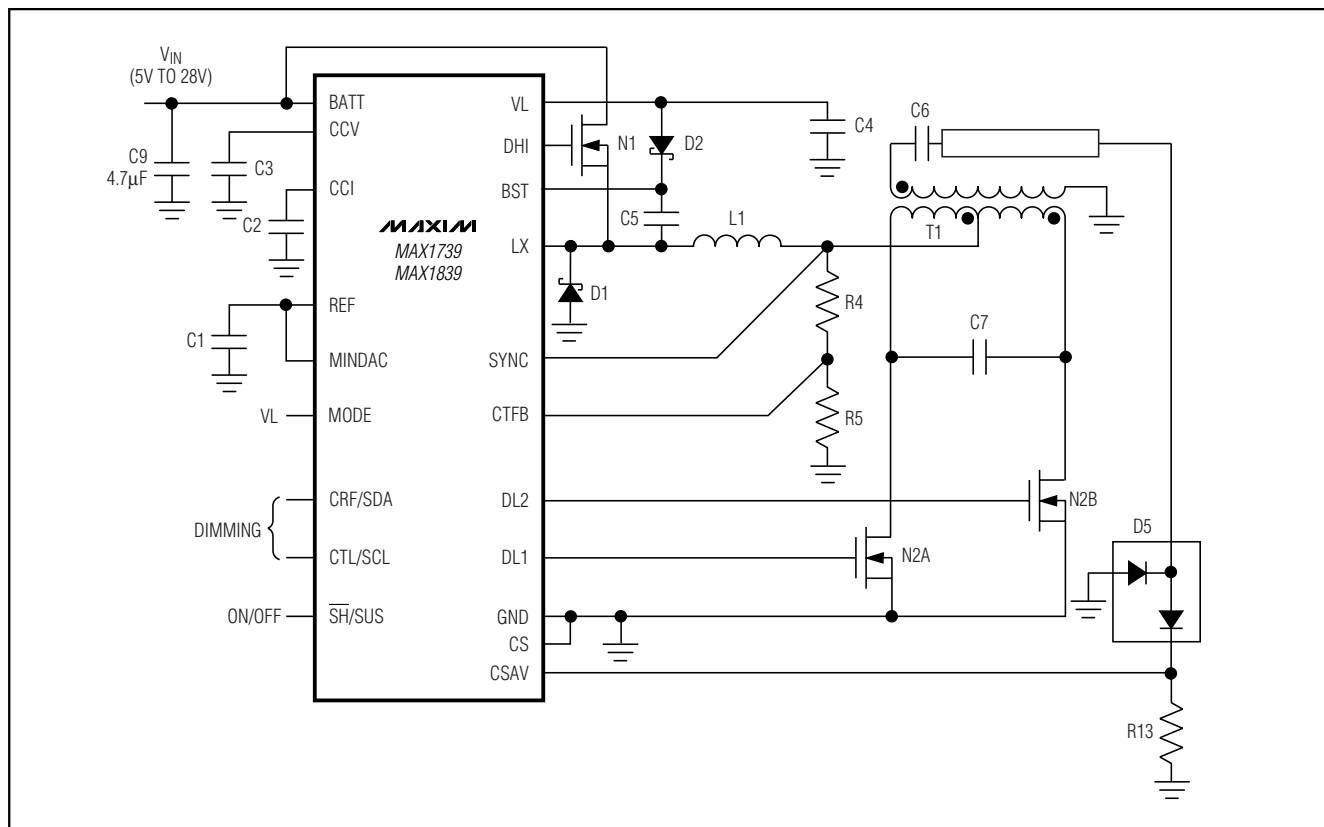 VIN
(5V TO 28V)
C9
4.7µF
C3
C2
C1
VL
DIMMING
ON/OFF
BATT
CCV
CCI
REF
MINDAC
MODE
CRF/SDA
CTL/SCL
SH/SUS
MAXIM
MAX1739
MAX1839
VL
DHI
BST
LX
SYNC
CTFB
DL2
DL1
GND
CS
CSAV
N1
D2
C4
C5
L1
D1
R4
R5
C6
T1
C7
N2B
N2A
D5
R13